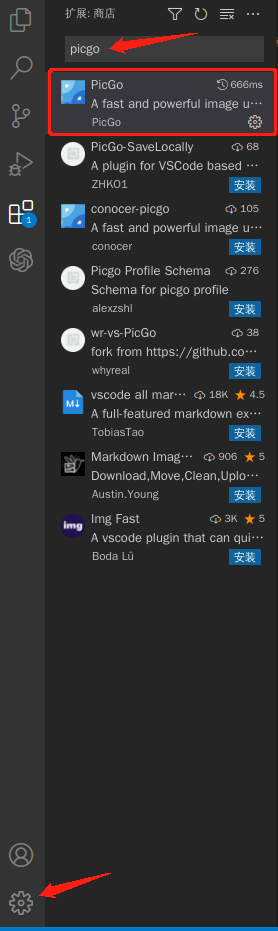 扩展: 商店
picgo
PicGo 666ms
A fast and powerful image u…
PicGo
PicGo-SaveLocally 68
A plugin for VSCode based …
ZHKO1 安装
conocer-picgo 105
A fast and powerful image u…
conocer 安装
Picgo Profile Schema 276
Schema for picgo profile
alexzshl 安装
wr-vs-PicGo 38
fork from https://github.co…
whyreal 安装
vscode all mar… 18K 4.5
A full-featured markdown ex…
TobiasTao 安装
Markdown Imag… 906 5
Download,Move,Clean,Uplo…
Austin.Young 安装
Img Fast 3K 5
A vscode plugin that can qui…
Boda Lü 安装
1
M
img